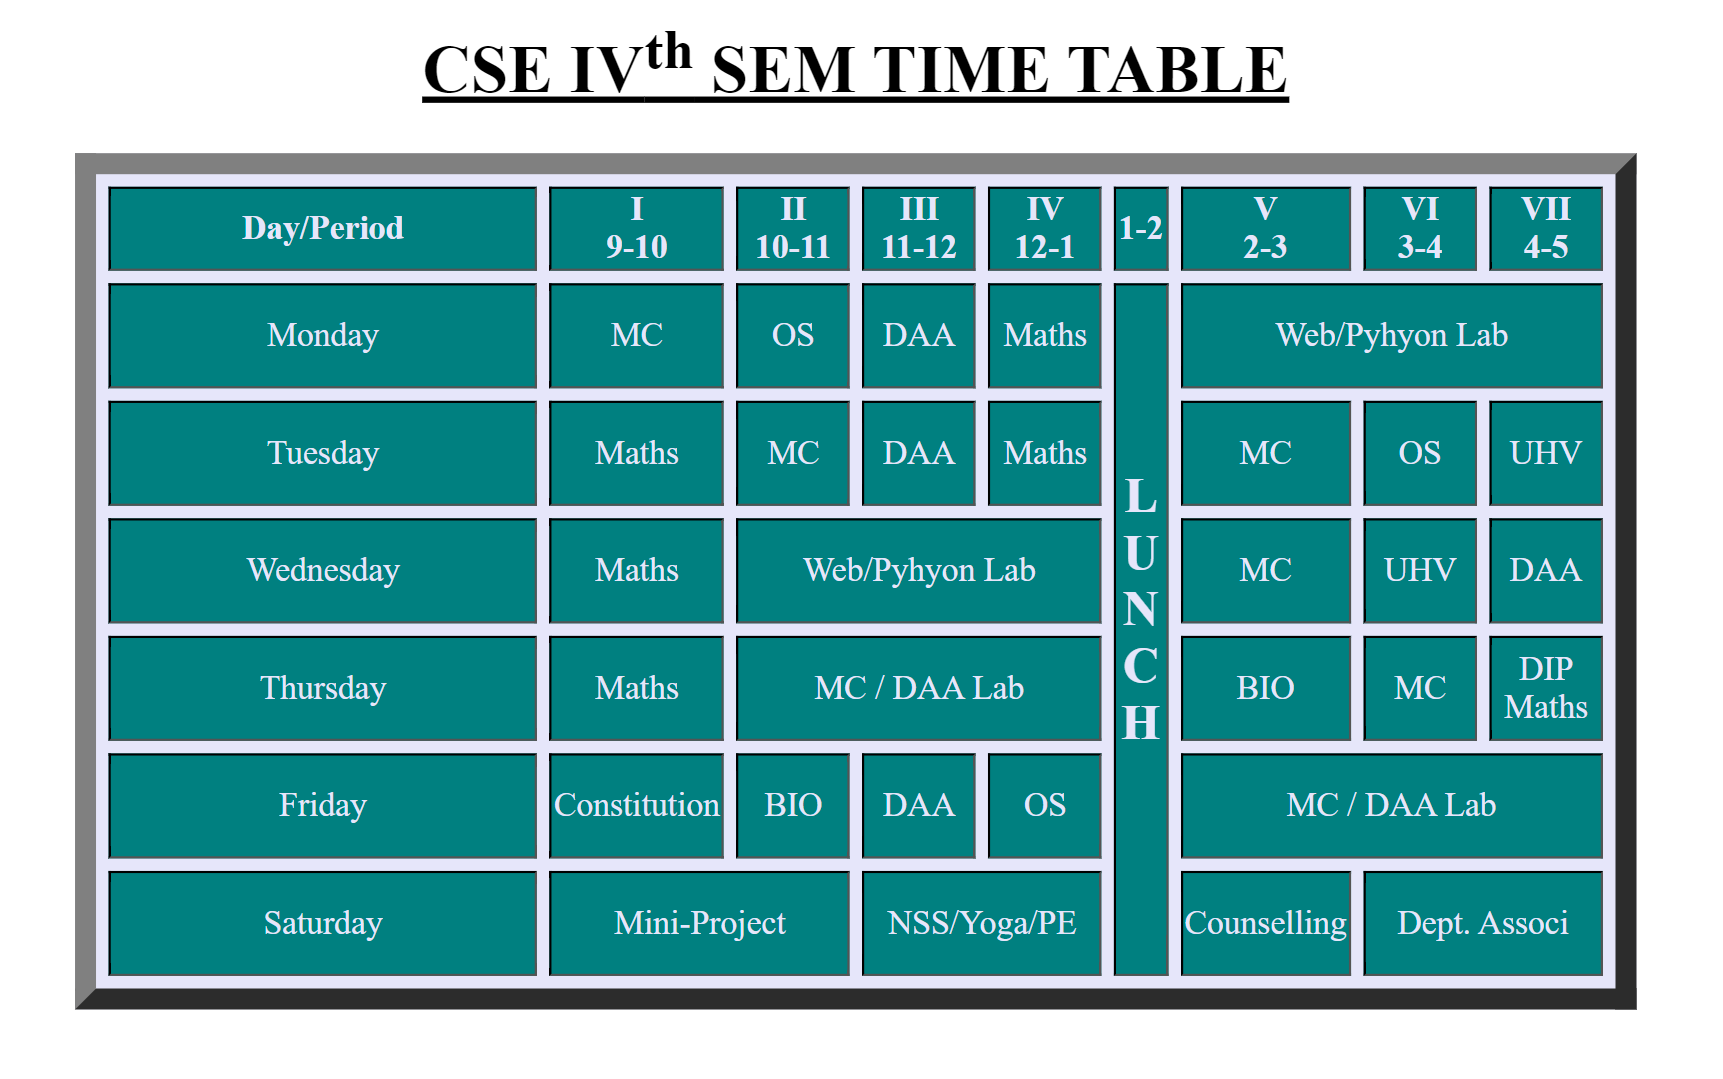 CSE IVth SEM TIME TABLE
Day/Period I 9-10 II 10-11 III 11-12 IV 12-1 1-2 V 2-3 VI 3-4 VII 4-5
Monday MC OS DAA Maths LUNCH Web/Pyhyon Lab
Tuesday Maths MC DAA Maths MC OS UHV
Wednesday Maths Web/Pyhyon Lab MC UHV DAA
Thursday Maths MC / DAA Lab BIO MC DIP Maths
Friday Constitution BIO DAA OS MC / DAA Lab
Saturday Mini-Project NSS/Yoga/PE Counselling Dept. Associ